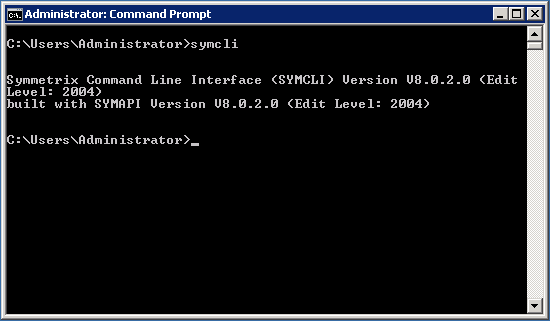 Administrator: Command Prompt
C:\Users\Administrator>symcli
Symmetrix Command Line Interface (SYMCLI) Version V8.0.2.0 (Edit
Level: 2004)
built with SYMAPI Version V8.0.2.0 (Edit Level: 2004)
C:\Users\Administrator>